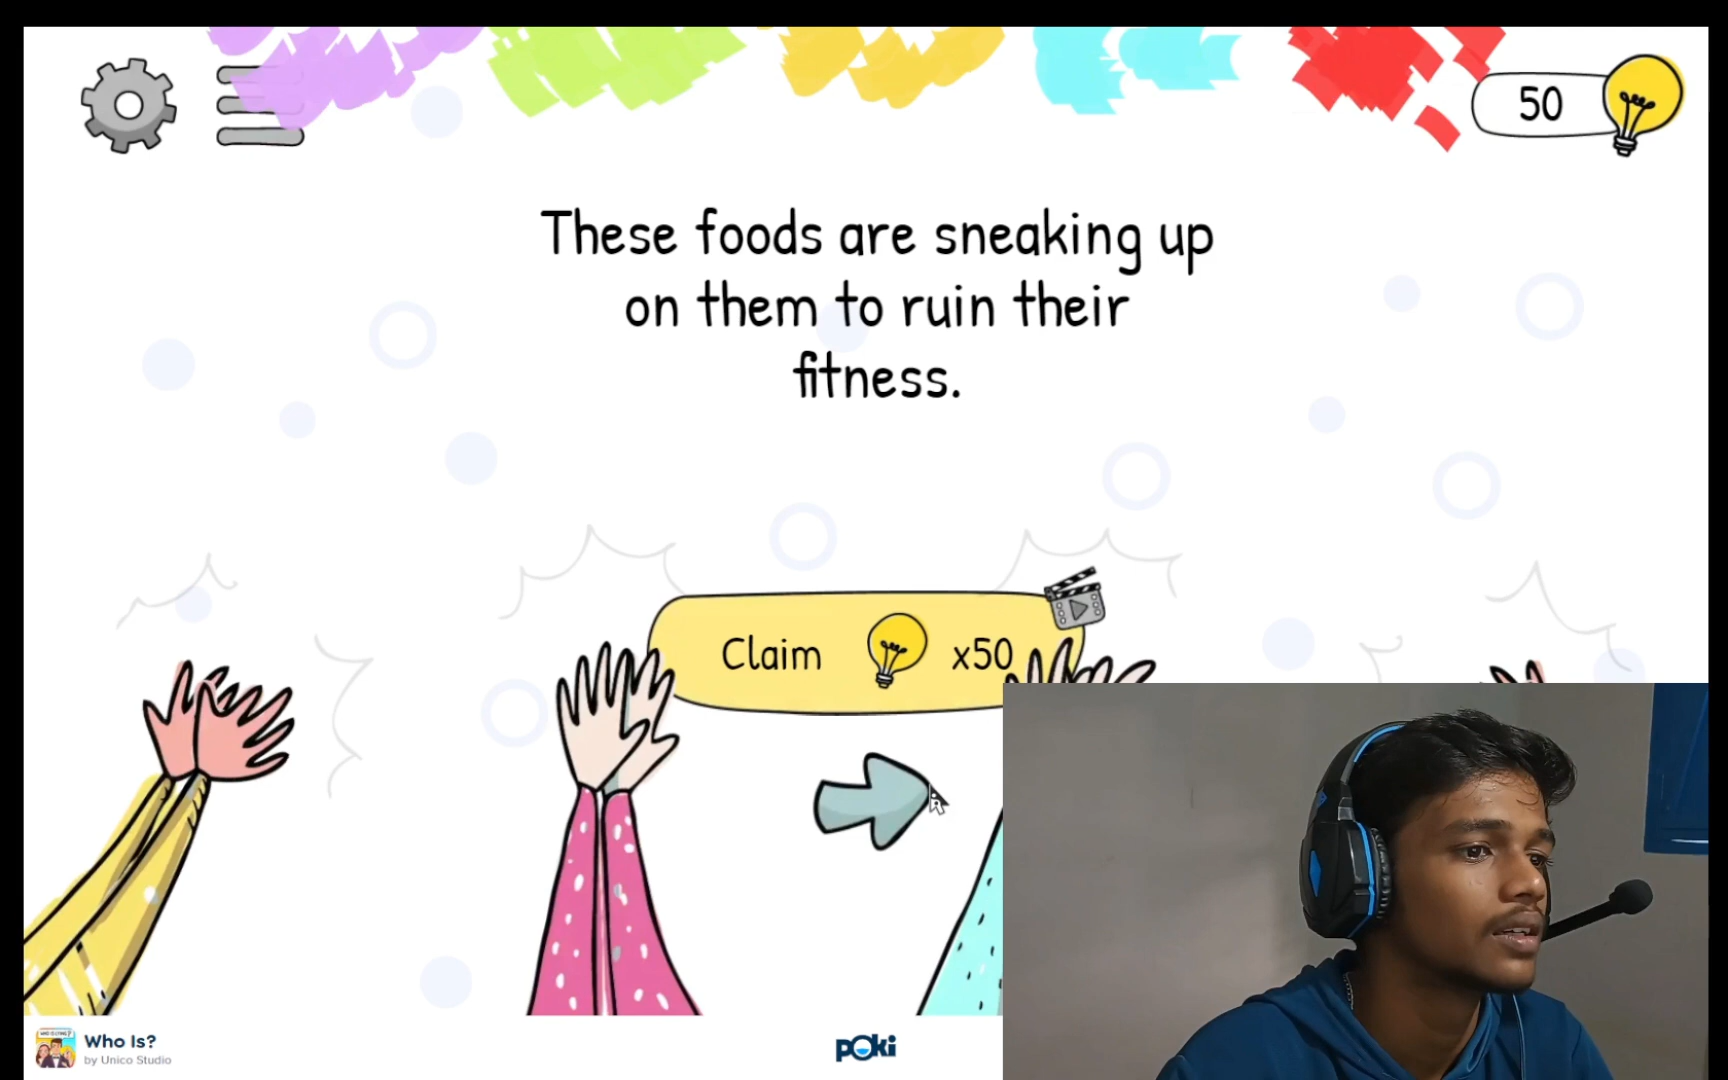 50
These foods are sneaking up
on them to ruin their
fitness.
Claim x50
Who Is?
by Unico Studio
poki